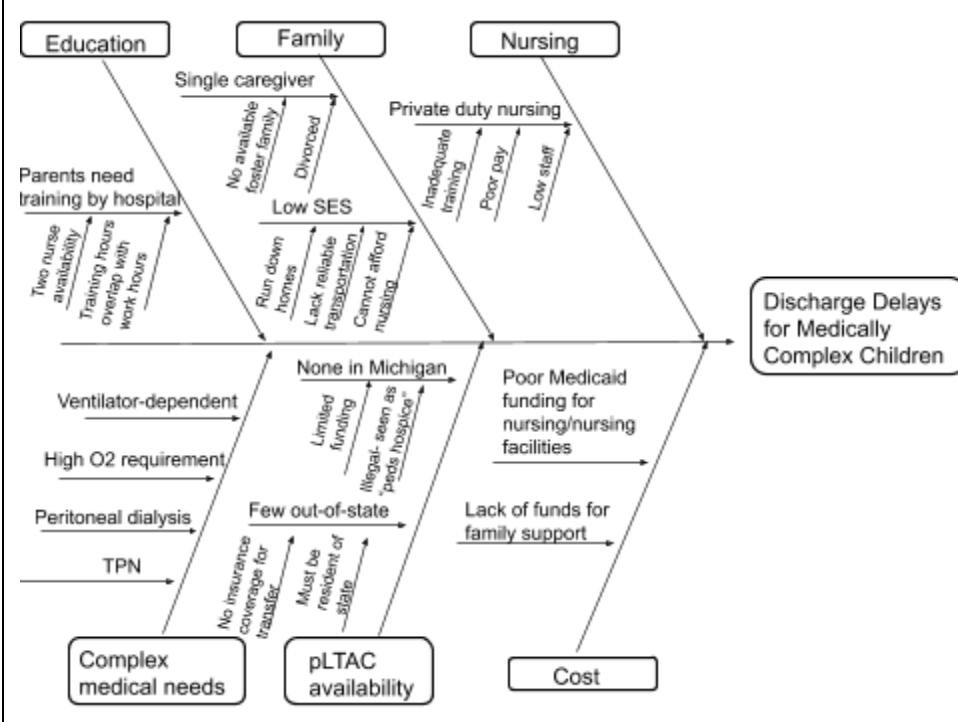 Education
Family
Nursing
Single caregiver
No available
foster family
Divorced
Private duty nursing
Inadequate
training
Poor pay
Low staff
Parents need
training by hospital
Two nurse
availability
Training hours
overlap with
work hours
Low SES
Run down
homes
Lack reliable
transportation
Cannot afford
nursing
Discharge Delays
for Medically
Complex Children
Ventilator-dependent
High O2 requirement
Peritoneal dialysis
TPN
None in Michigan
Limited
funding
Illegal- seen as
"peds hospice"
Few out-of-state
No insurance
coverage for
transfer
Must be
resident of
state
Poor Medicaid
funding for
nursing/nursing
facilities
Lack of funds for
family support
Complex
medical needs
pLTAC
availability
Cost